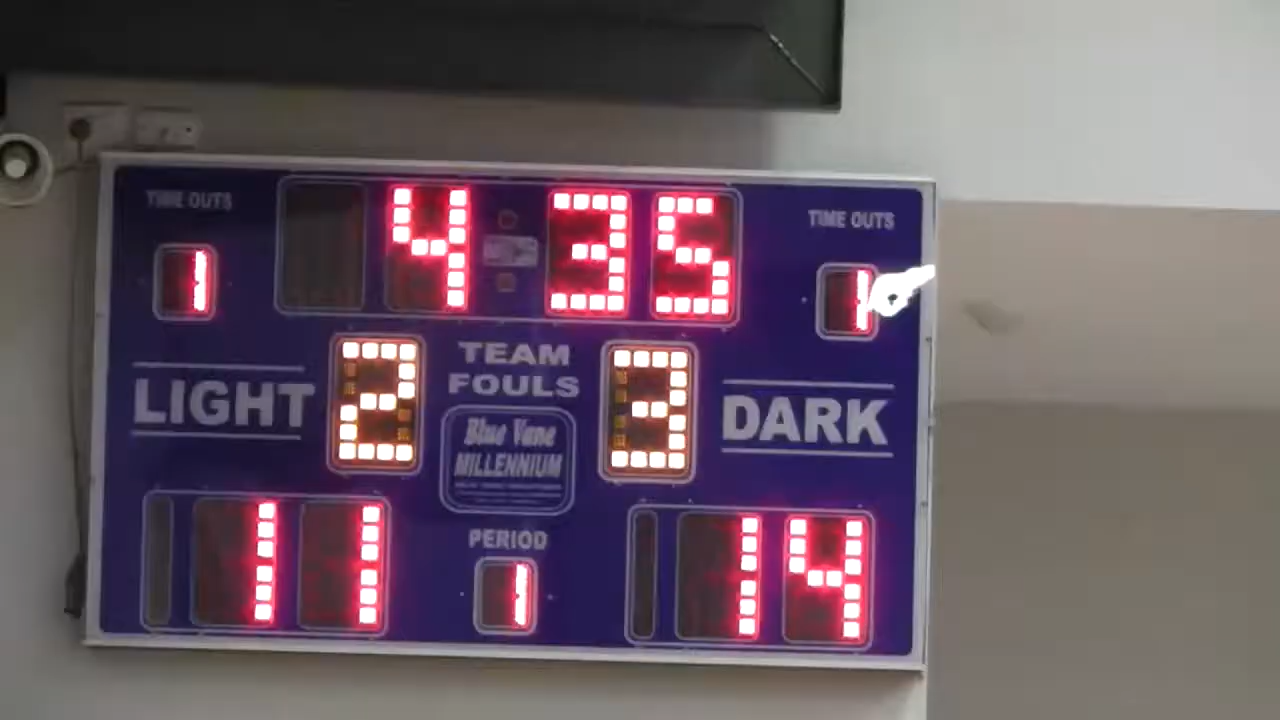 TIME OUTS
4 35
TIME OUTS
1
1
TEAM
FOULS
LIGHT
2
3
DARK
Blue Vane
MILLENNIUM
11
PERIOD
1
14